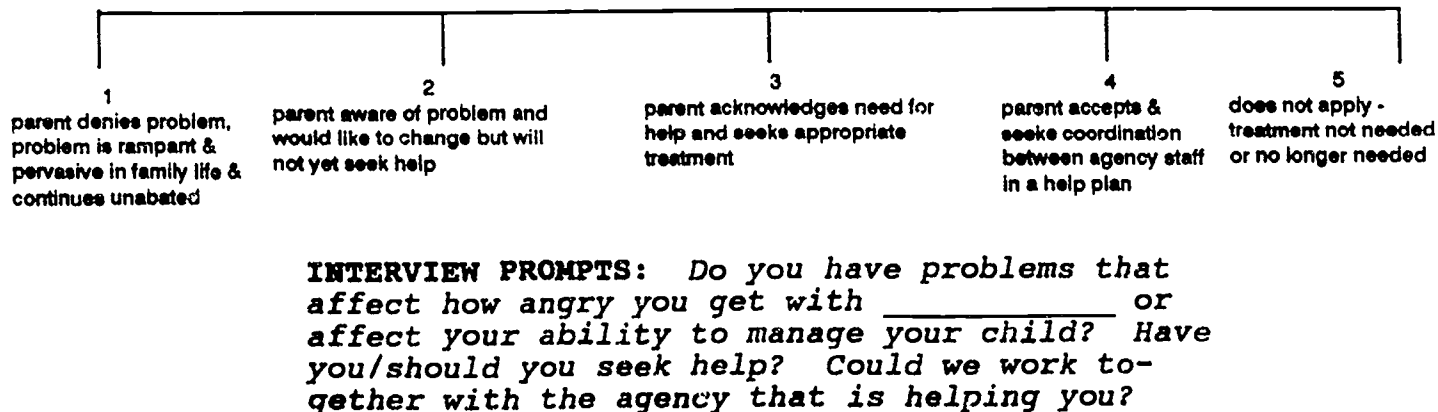 1
parent denies problem,
problem is rampant &
pervasive in family life &
continues unabated
2
parent aware of problem and
would like to change but will
not yet seek help
3
parent acknowledges need for
help and seeks appropriate
treatment
4
parent accepts &
seeks coordination
between agency staff
in a help plan
5
does not apply -
treatment not needed
or no longer needed
INTERVIEW PROMPTS: Do you have problems that
affect how angry you get with __________ or
affect your ability to manage your child? Have
you/should you seek help? Could we work to-
gether with the agency that is helping you?